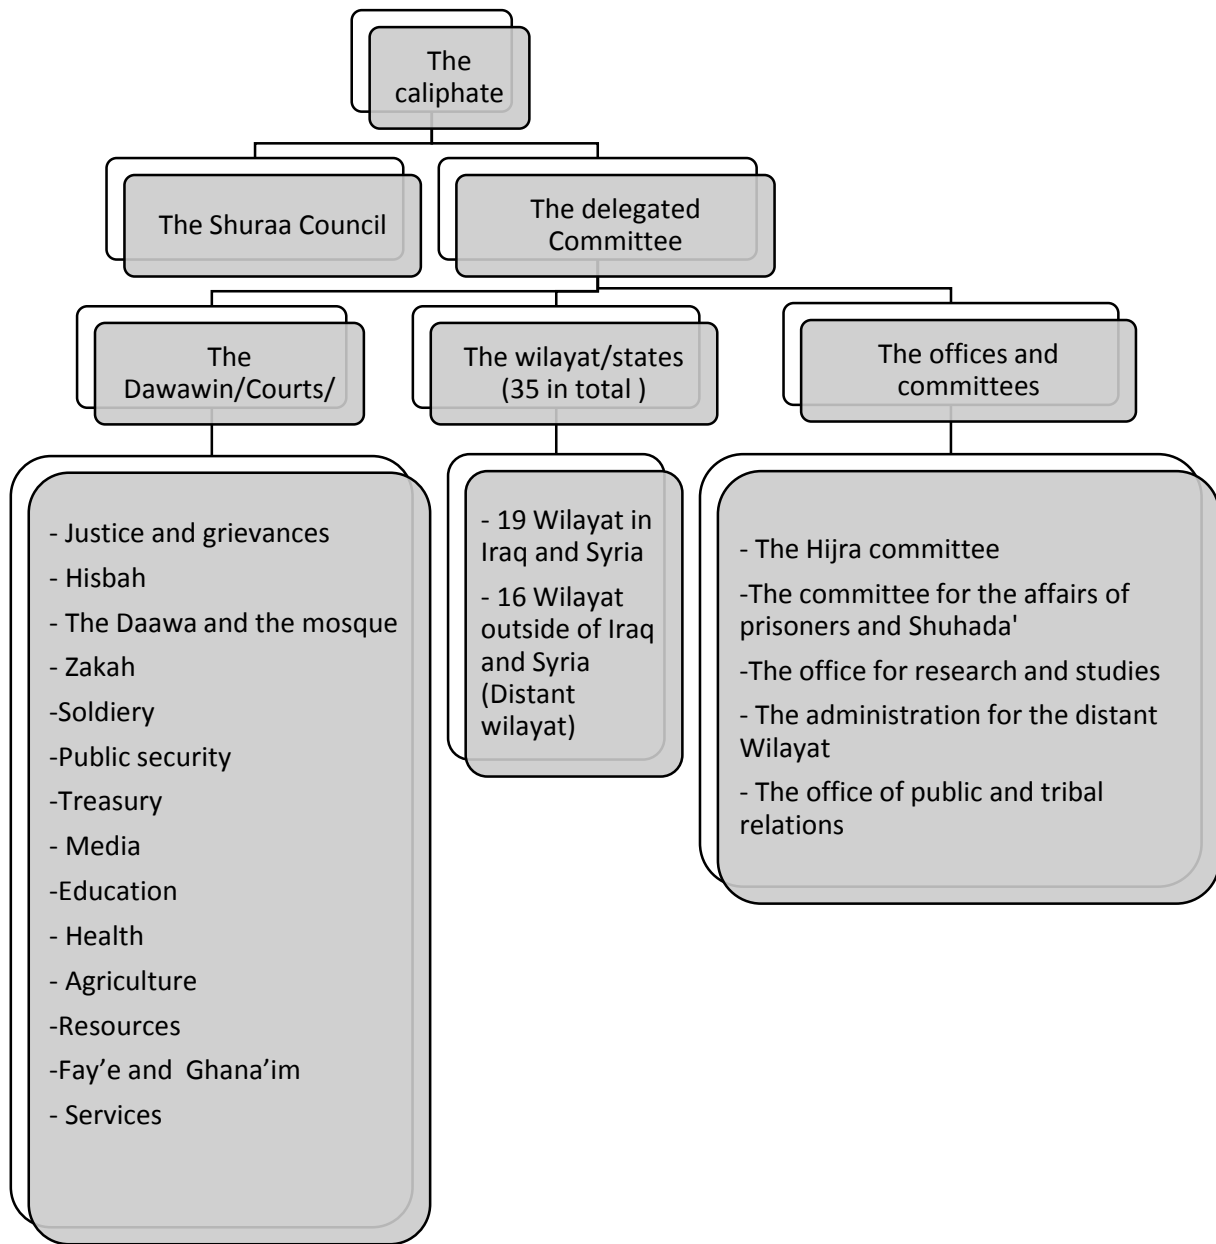 The
caliphate
The Shuraa Council
The delegated
Committee
The
Dawawin/Courts/
The wilayat/states
(35 in total )
The offices and
committees
- Justice and grievances
- Hisbah
- The Daawa and the mosque
- Zakah
-Soldiery
-Public security
-Treasury
- Media
-Education
- Health
- Agriculture
-Resources
-Fay’e and  Ghana’im
- Services
- 19 Wilayat in
Iraq and Syria
- 16 Wilayat
outside of Iraq
and Syria
(Distant
wilayat)
- The Hijra committee
-The committee for the affairs of
prisoners and Shuhada'
-The office for research and studies
- The administration for the distant
Wilayat
- The office of public and tribal
relations